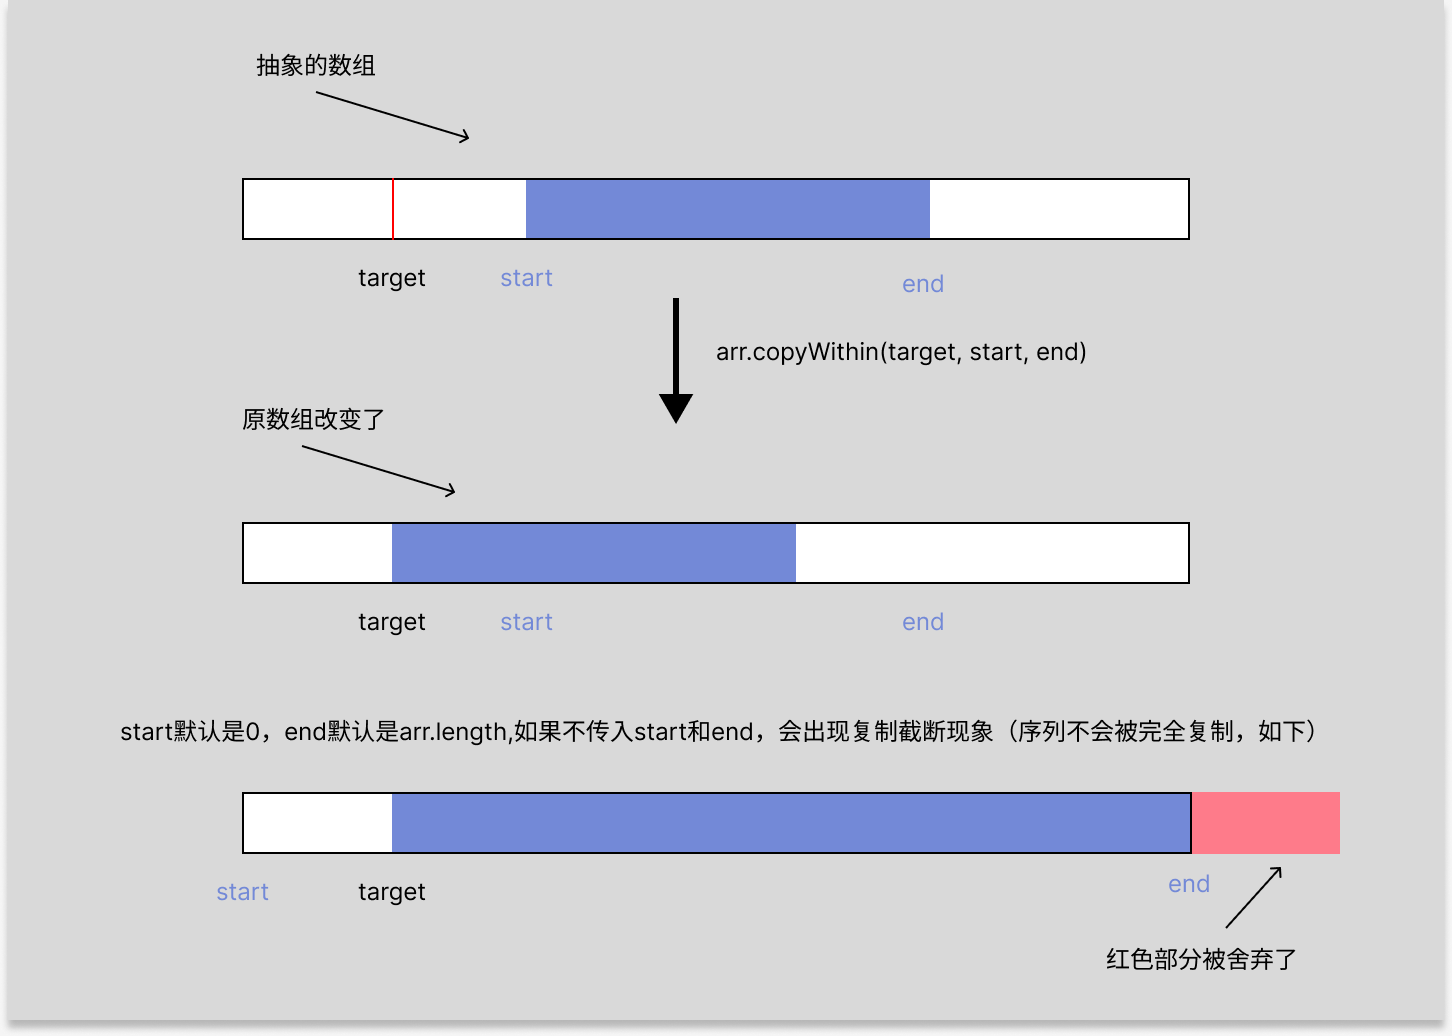 抽象的数组
target
start
end
arr.copyWithin(target, start, end)
原数组改变了
target
start
end
start默认是0，end默认是arr.length,如果不传入start和end，会出现复制截断现象（序列不会被完全复制，如下）
start
target
end
红色部分被舍弃了